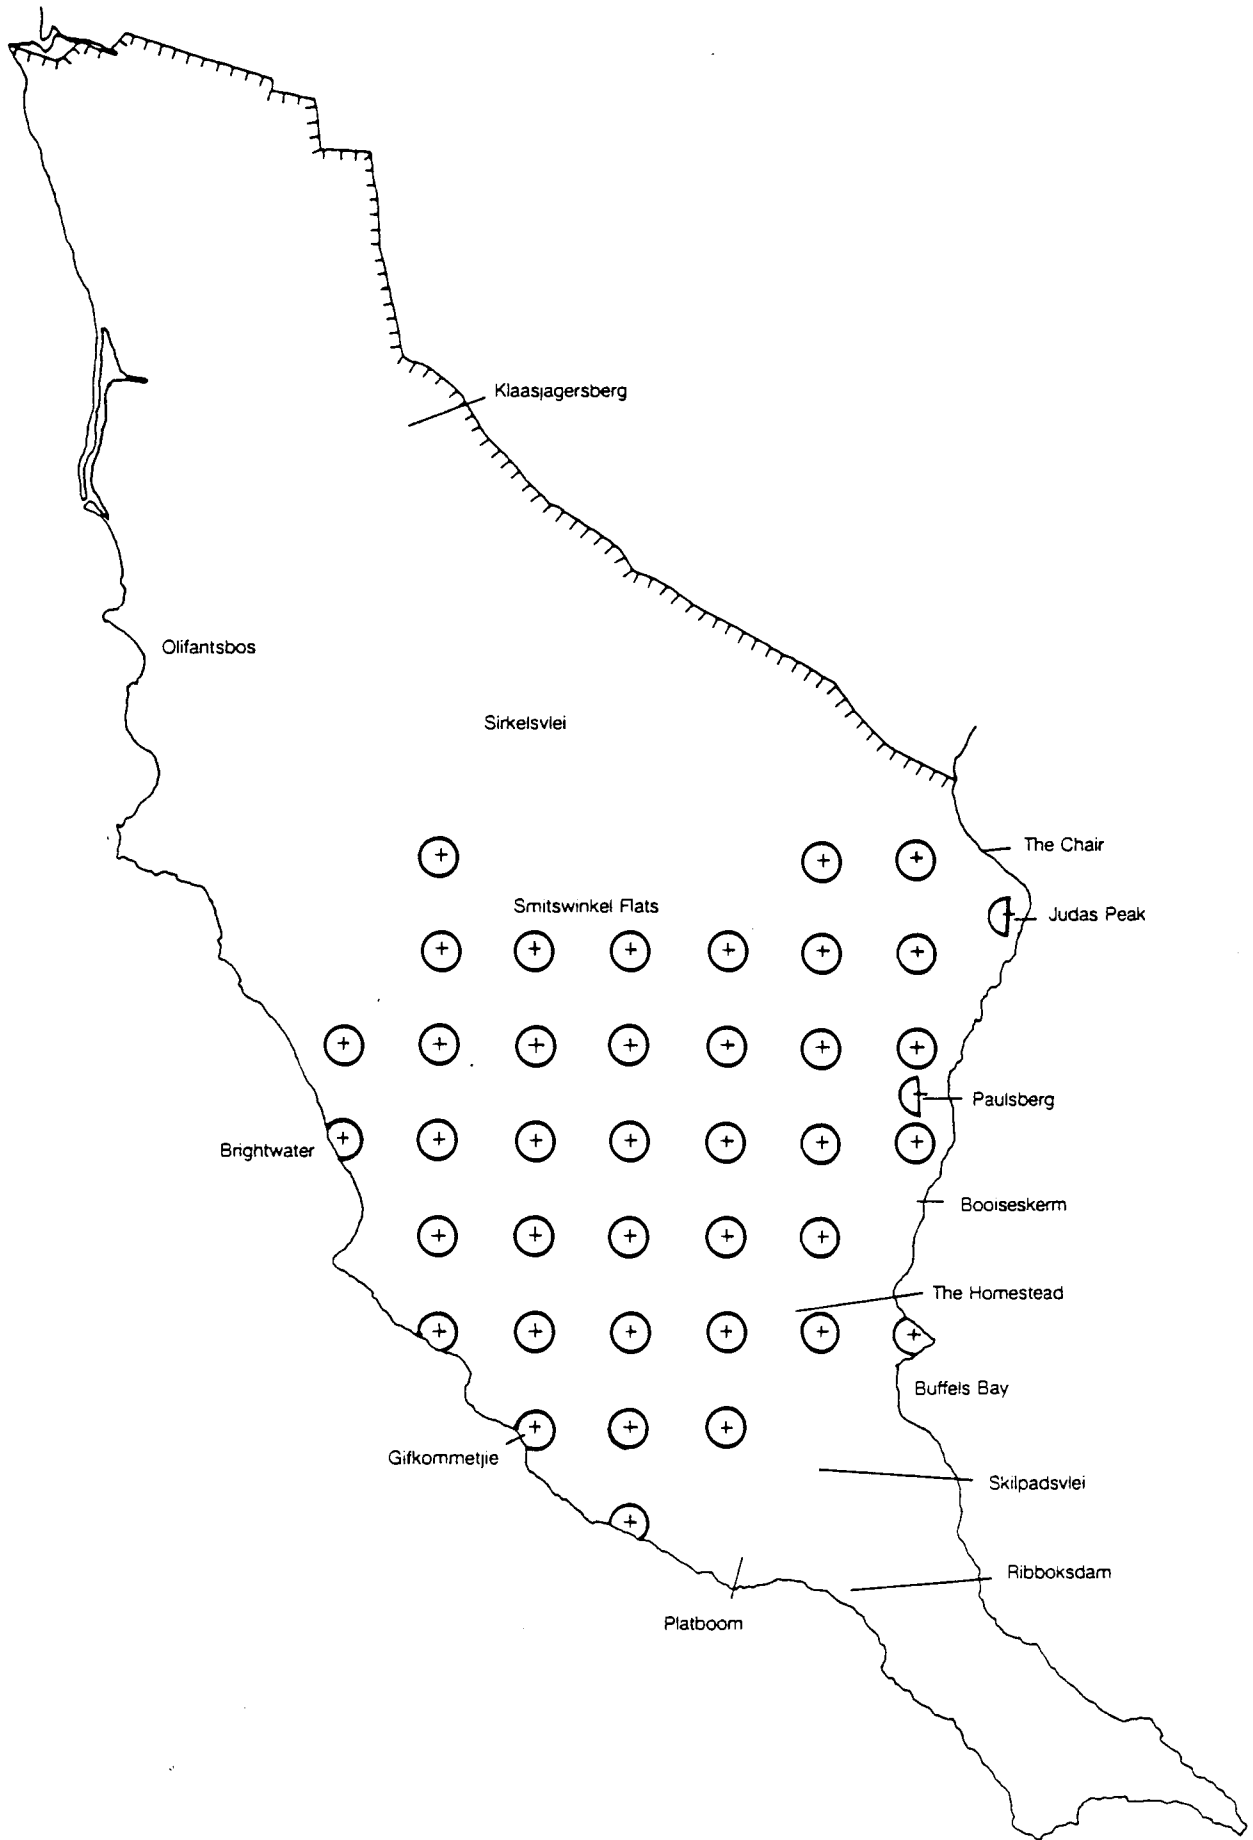 Klaasjagersberg
Olifantsbos
Sirkelsvlei
The Chair
Smitswinkel Flats
Judas Peak
Paulsberg
Brightwater
Booiseskerm
The Homestead
Buffels Bay
Gifkommetjie
Skilpadsvlei
Ribboksdam
Platboom